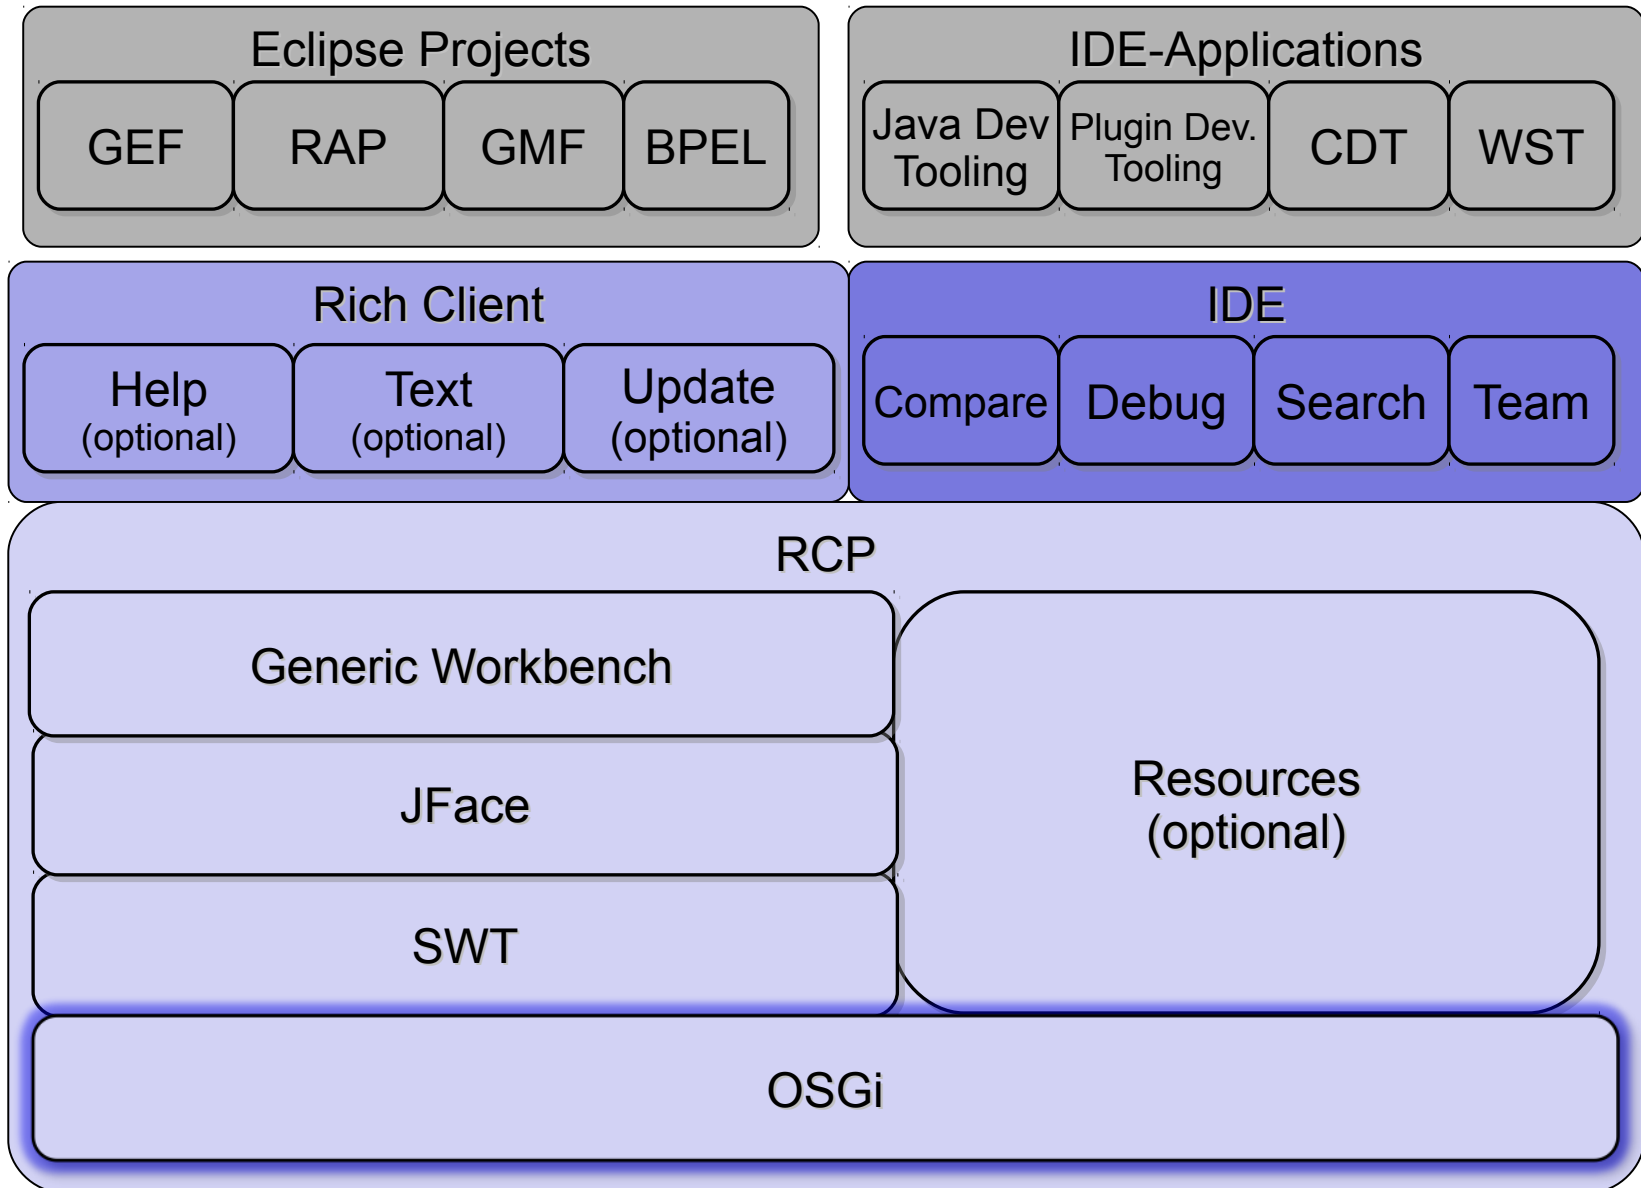 Eclipse Projects
GEF
RAP
GMF
BPEL
IDE-Applications
Java Dev
Tooling
Plugin Dev.
Tooling
CDT
WST
Rich Client
Help
(optional)
Text
(optional)
Update
(optional)
IDE
Compare
Debug
Search
Team
RCP
Generic Workbench
JFace
SWT
Resources
(optional)
OSGi